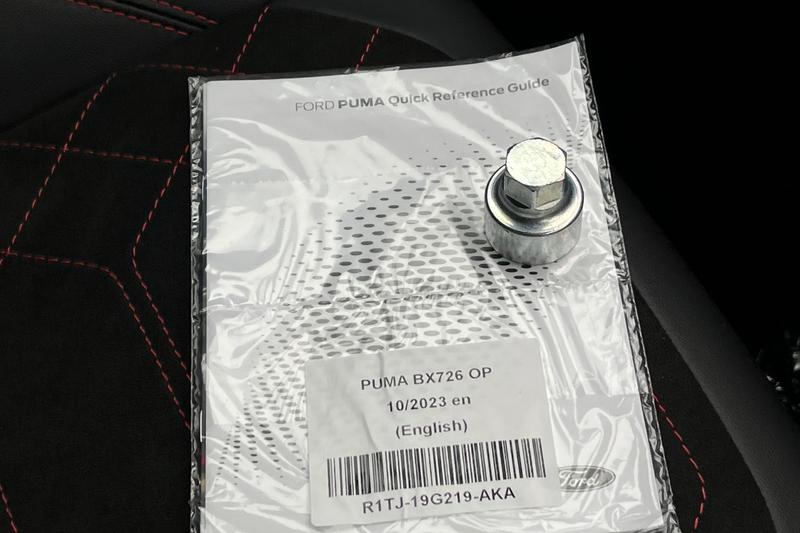 FORD PUMA Quick Reference Guide
PUMA BX726 OP
10/2023 en
(English)
R1TJ-19G219-AKA
Ford